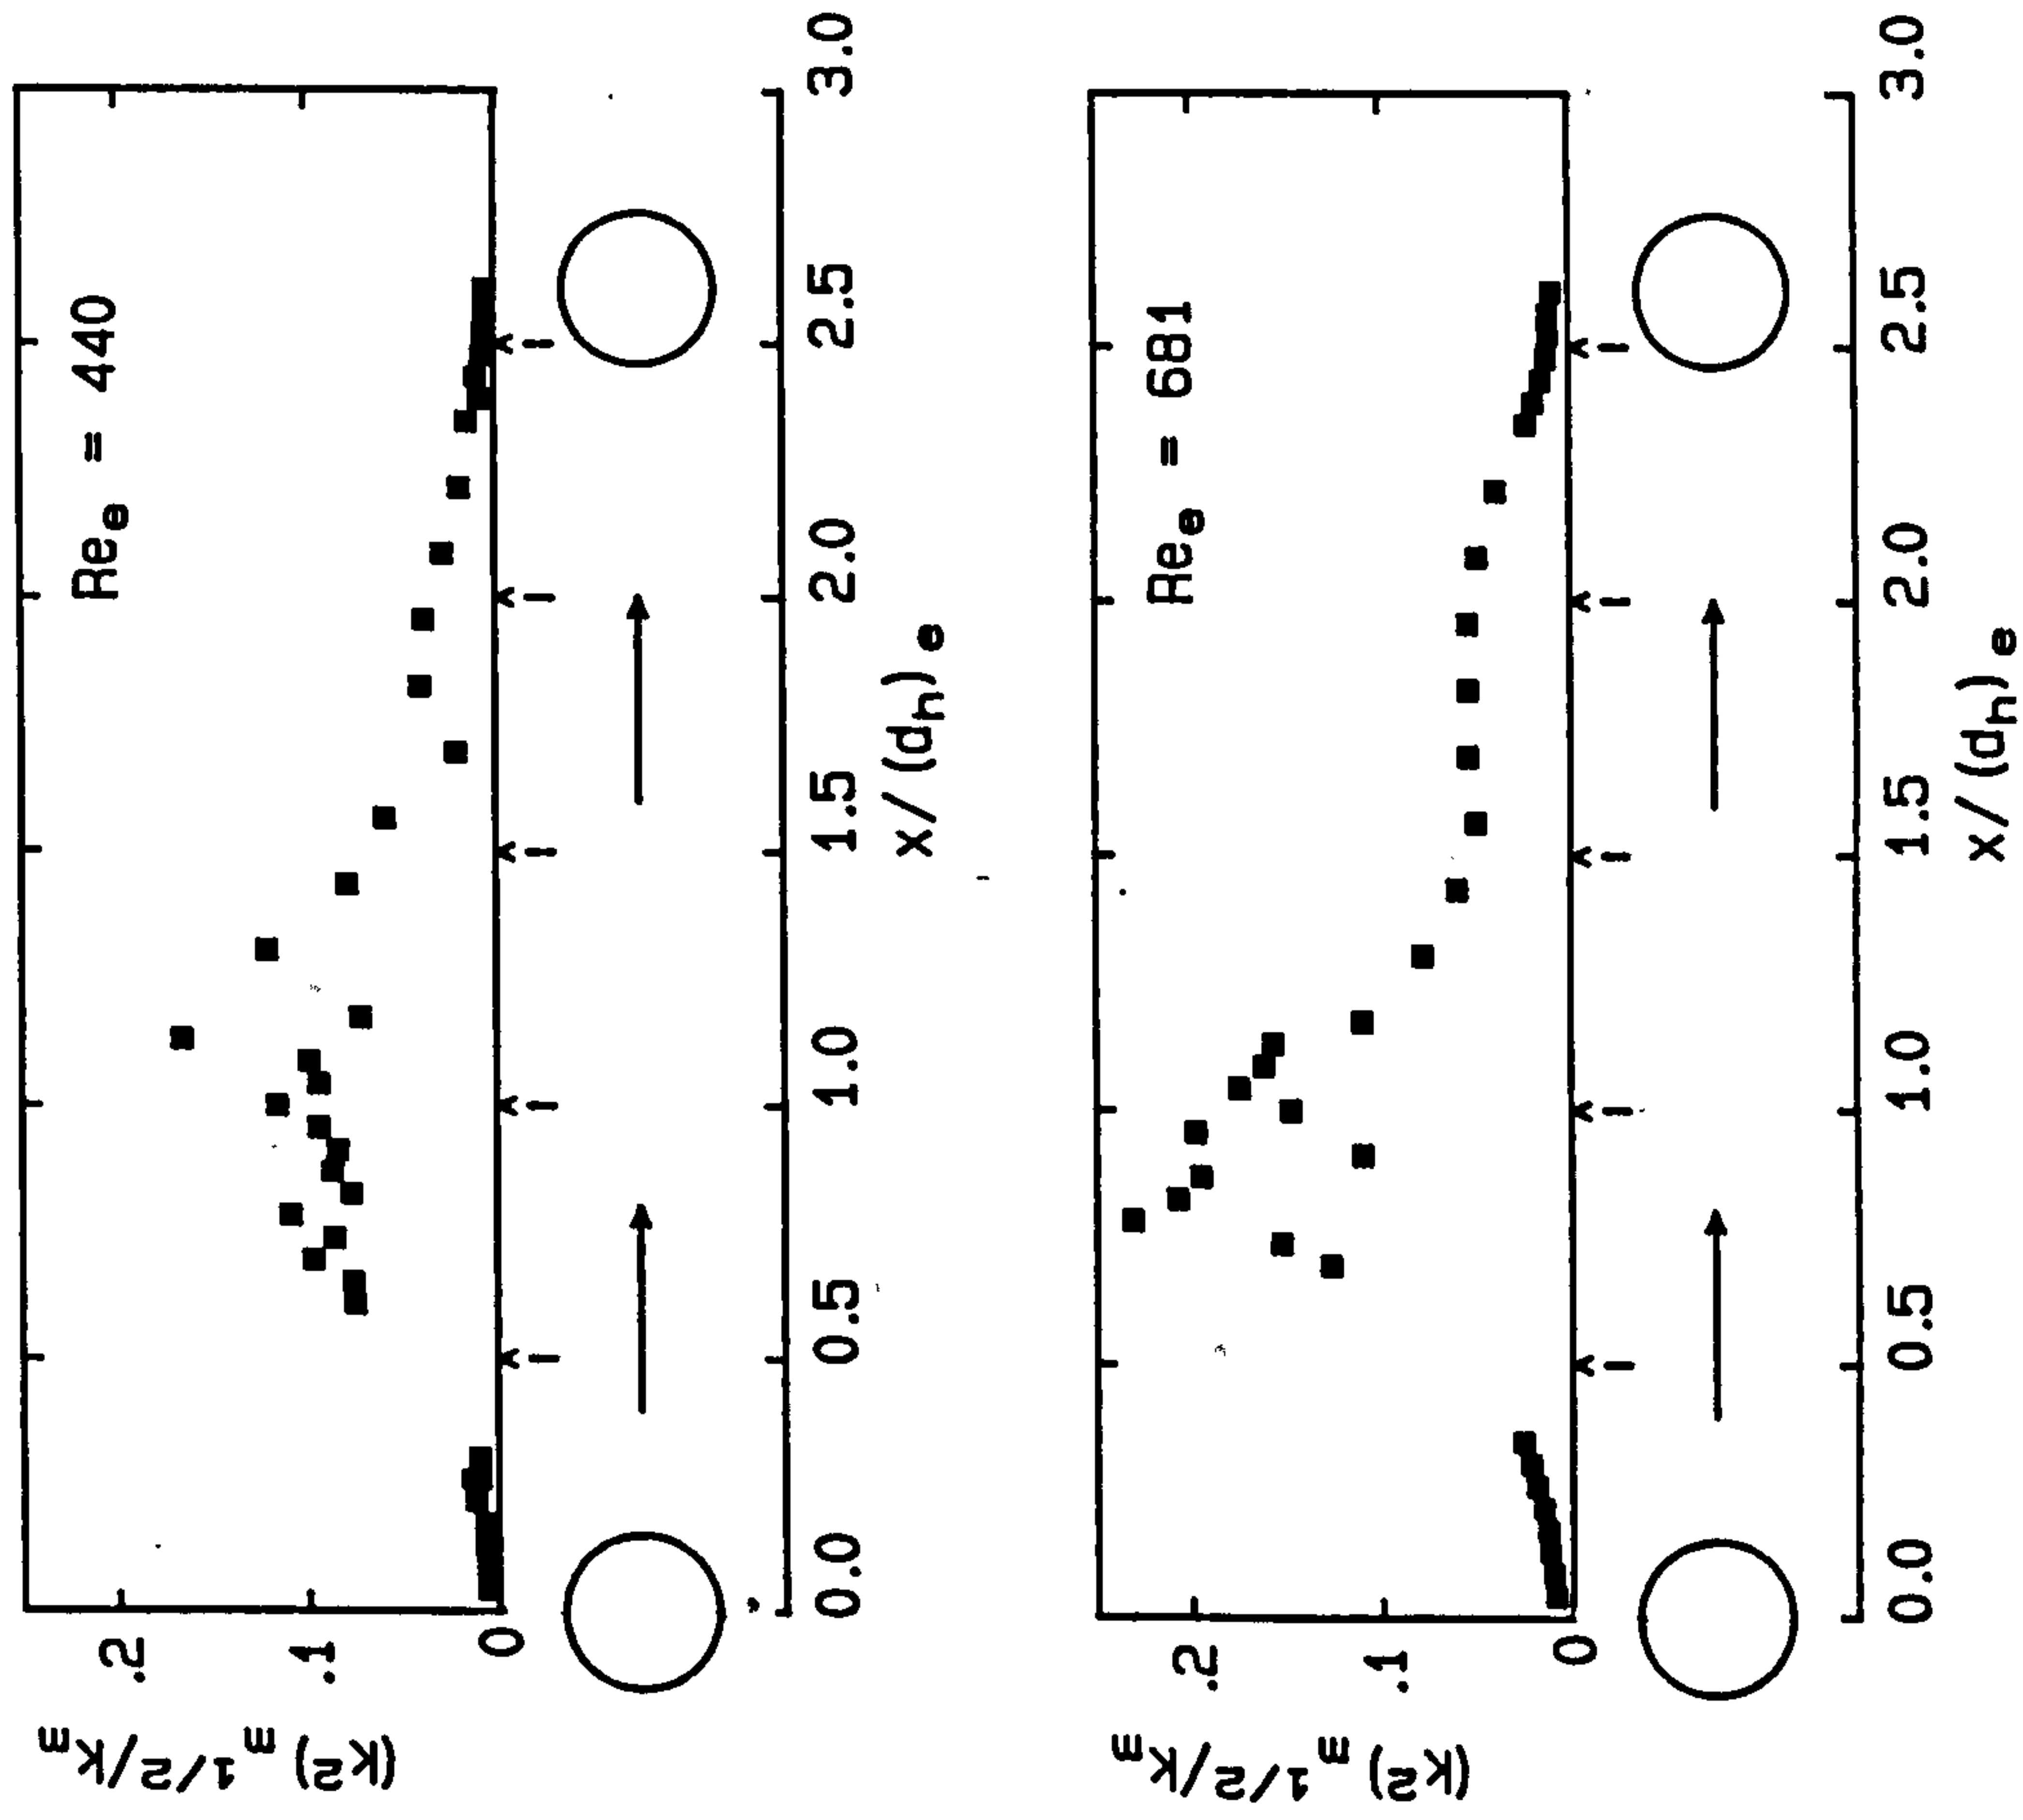 Re_e = 440
.2
.1
0
(K²)_m^1/2/K_m
0.0 0.5 1.0 1.5 2.0 2.5 3.0
x/(d_h)_e
Re_e = 681
.2
.1
0
(K²)_m^1/2/K_m
0.0 0.5 1.0 1.5 2.0 2.5 3.0
x/(d_h)_e